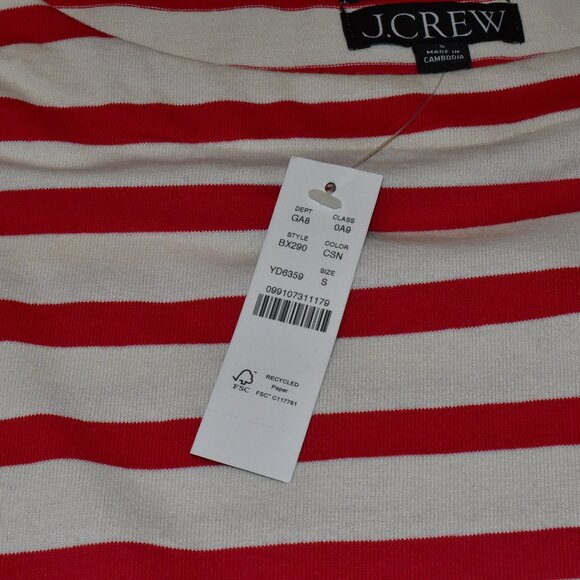 J.CREW
S
MADE IN
CAMBODIA
DEPT CLASS
GA8 0A9
STYLE COLOR
BX290 CSN
SIZE
YD6359 S
099107311179
FSC
RECYCLED
Paper
FSC® C117781